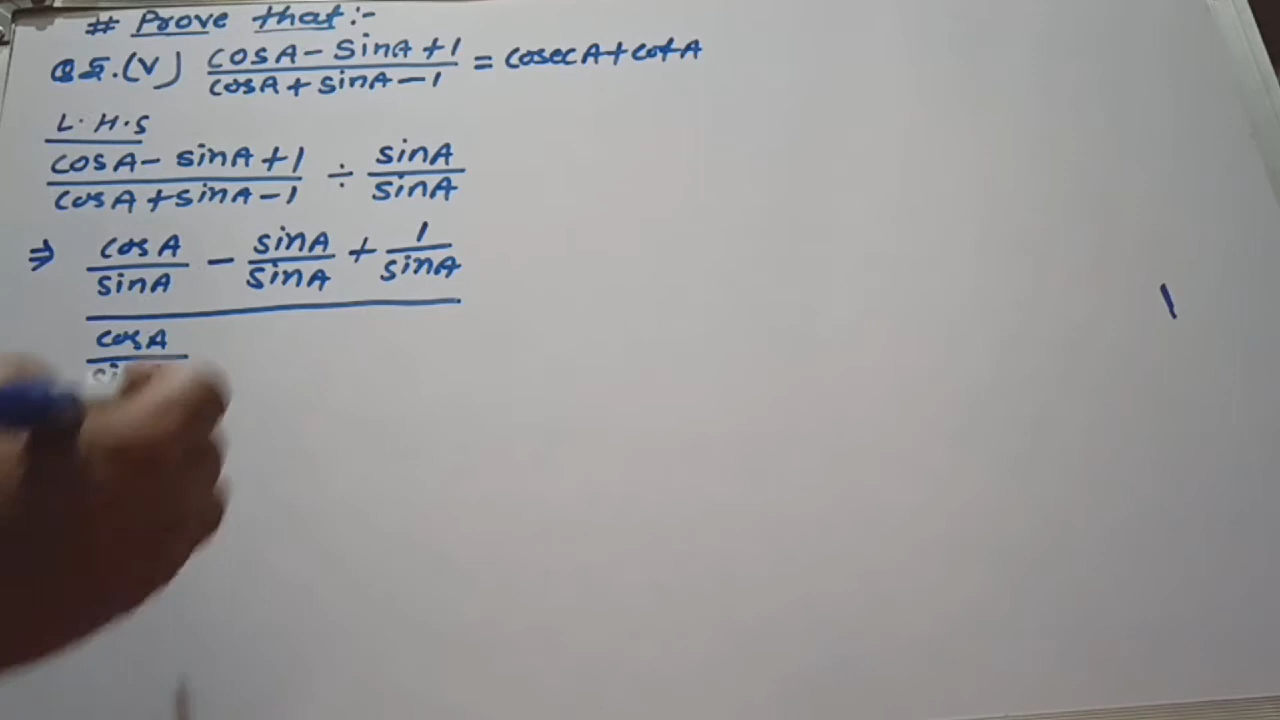 # Prove that :-
Q5.(V) (cosA - sinA + 1)/(cosA + sinA - 1) = cosecA + cotA
L.H.S
(cosA - sinA + 1)/(cosA + sinA - 1) ÷ sinA/sinA
⇒ cosA/sinA - sinA/sinA + 1/sinA
cosA